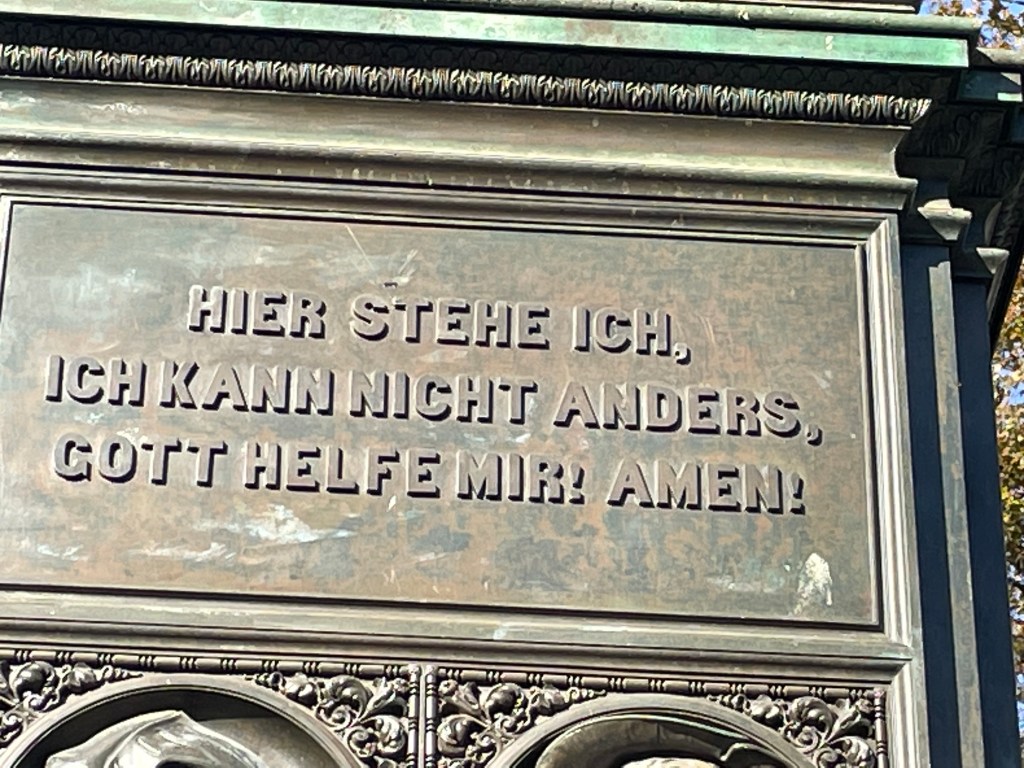 HIER STEHE ICH,
ICH KANN NICHT ANDERS,
GOTT HELFE MIR! AMEN!